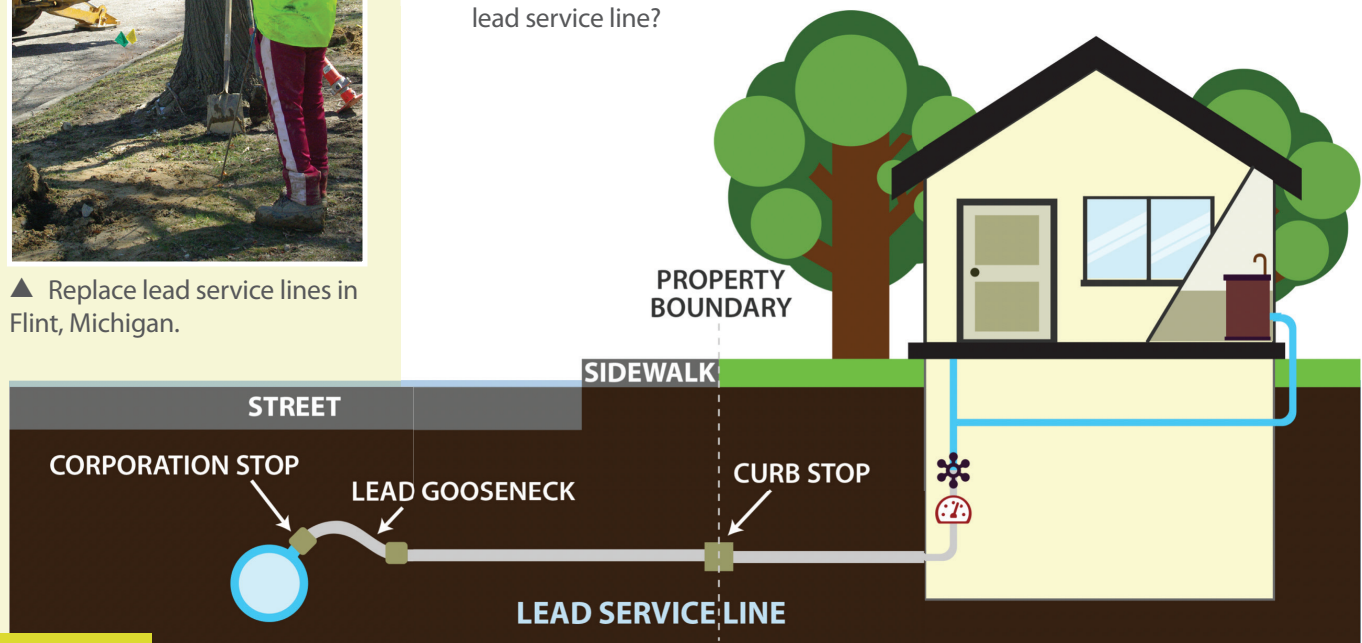 lead service line?
▲ Replace lead service lines in
Flint, Michigan.
PROPERTY
BOUNDARY
SIDEWALK
STREET
CORPORATION STOP
LEAD GOOSENECK
CURB STOP
LEAD SERVICE LINE